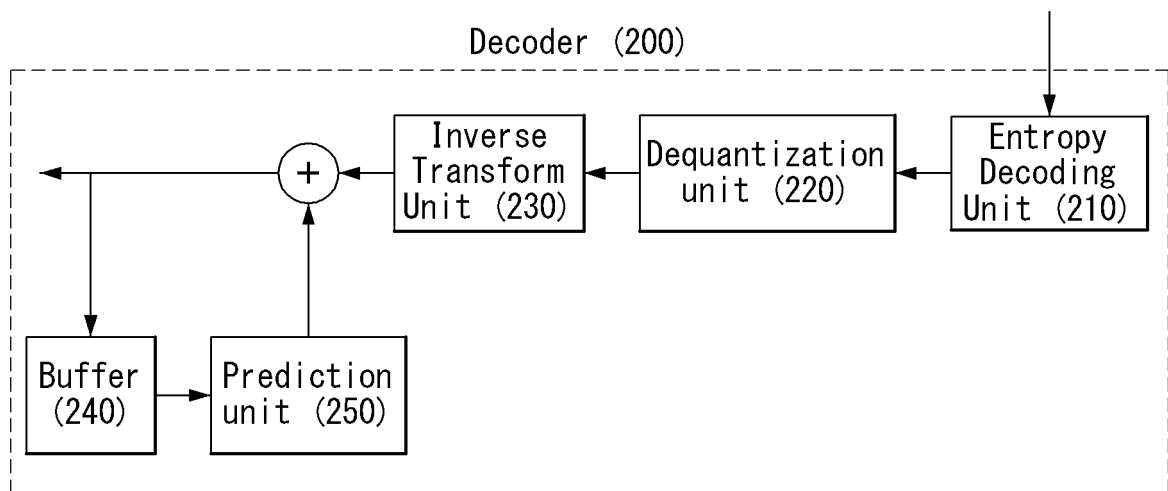 Decoder (200)
Inverse
Transform
Unit (230)
Dequantization
unit (220)
Entropy
Decoding
Unit (210)
+
Buffer
(240)
Prediction
unit (250)